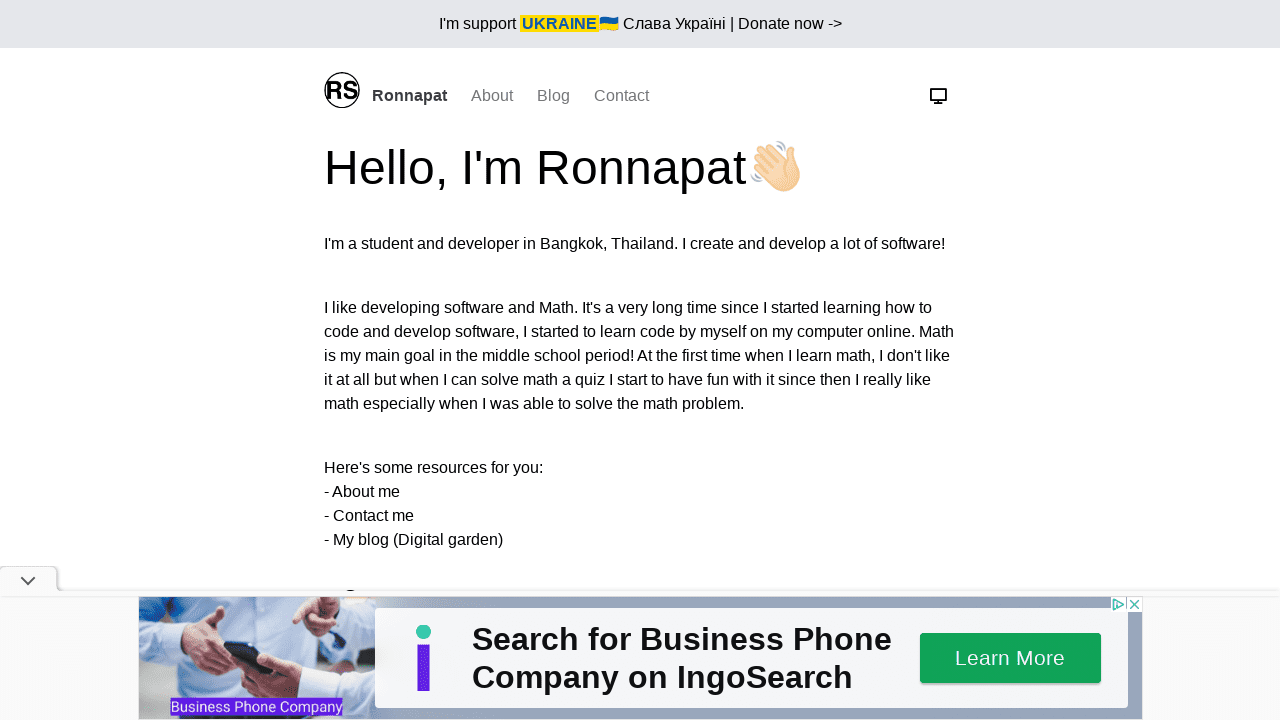 I'm support UKRAINE🇺🇦 Слава Україні | Donate now ->
RS Ronnapat About Blog Contact
Hello, I'm Ronnapat👋🏻
I'm a student and developer in Bangkok, Thailand. I create and develop a lot of software!
I like developing software and Math. It's a very long time since I started learning how to
code and develop software, I started to learn code by myself on my computer online. Math
is my main goal in the middle school period! At the first time when I learn math, I don't like
it at all but when I can solve math a quiz I start to have fun with it since then I really like
math especially when I was able to solve the math problem.
Here's some resources for you:
- About me
- Contact me
- My blog (Digital garden)
Business Phone Company
Search for Business Phone
Company on IngoSearch
Learn More